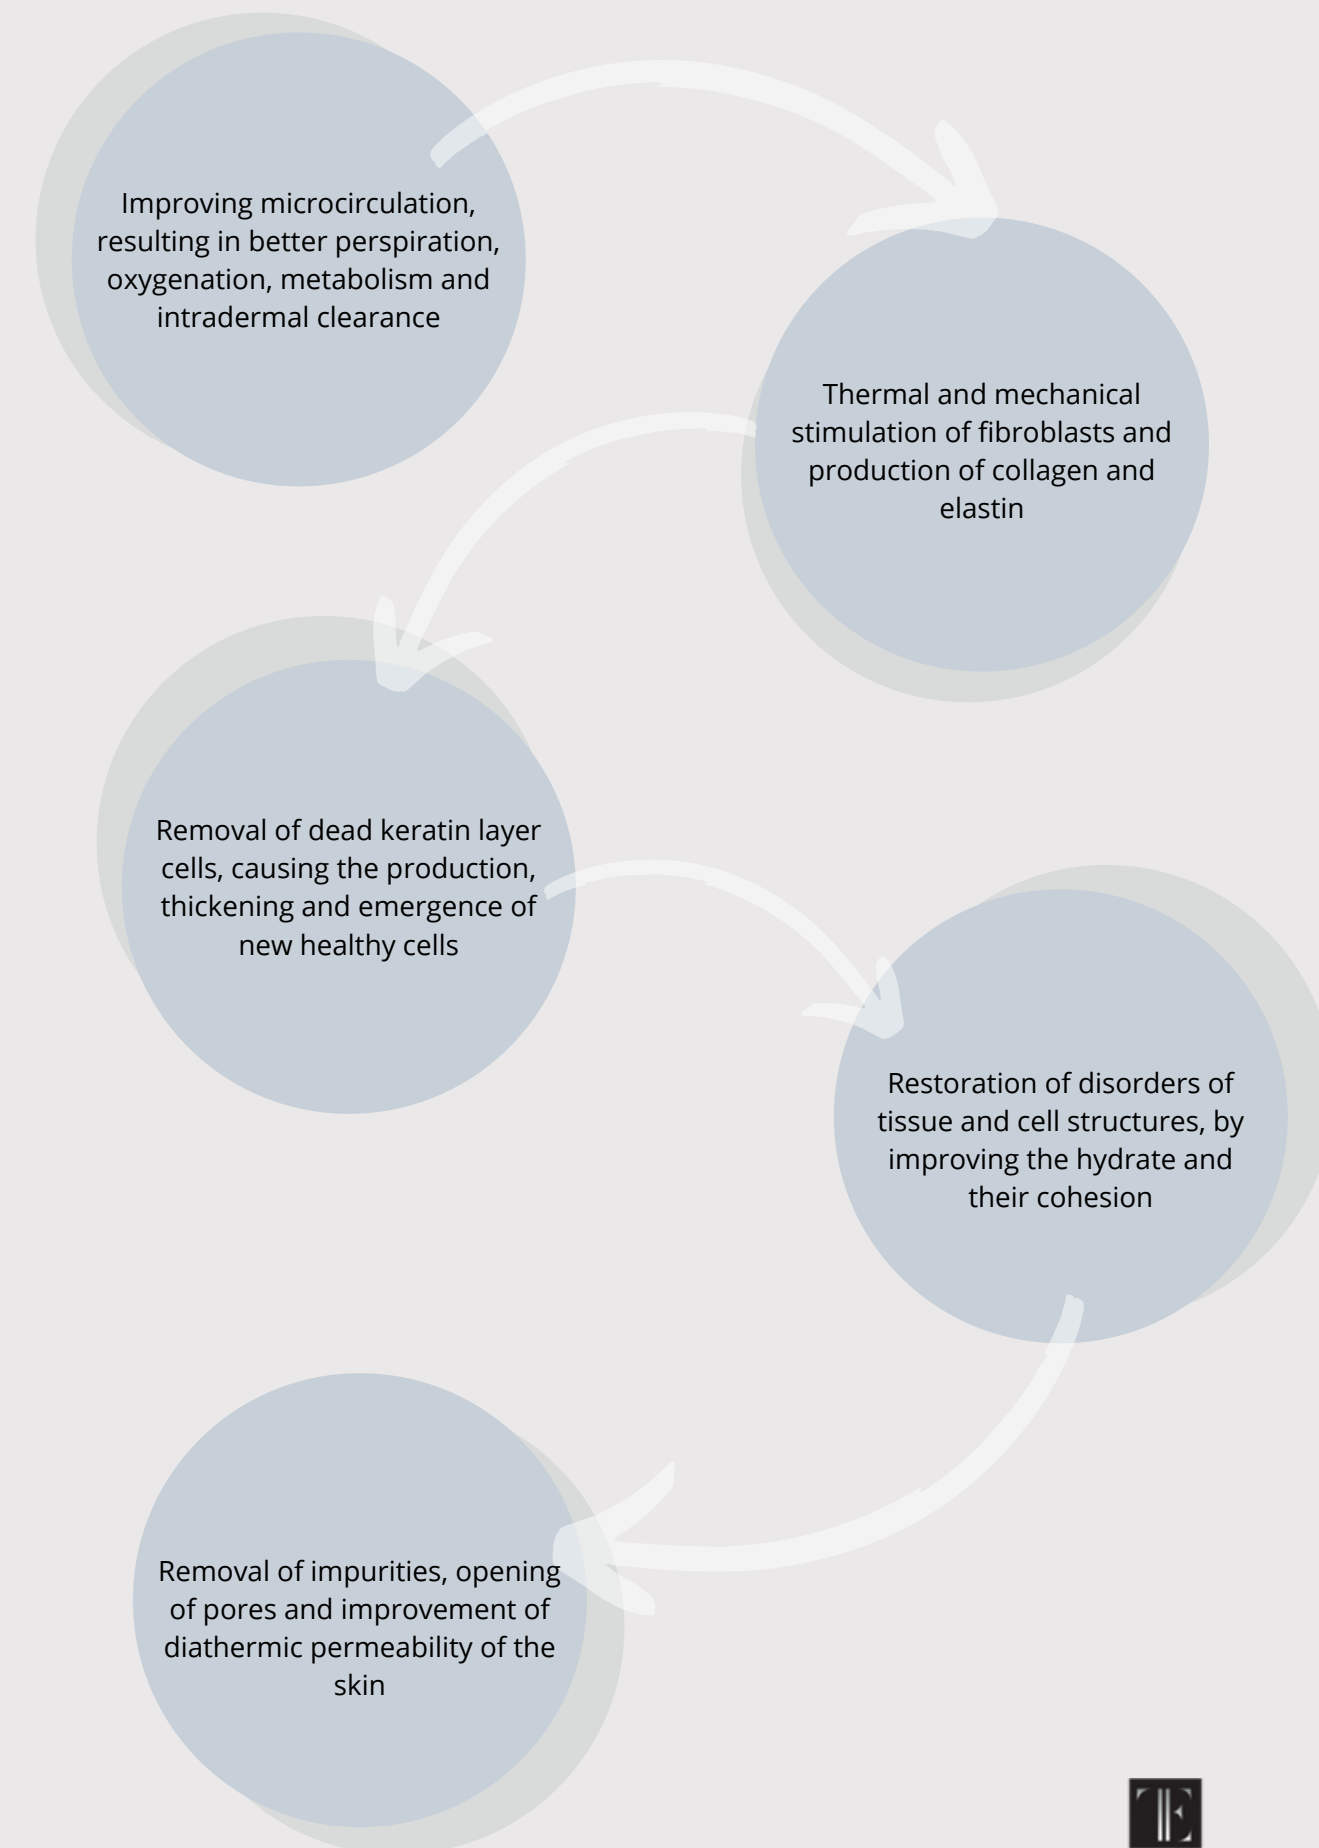 Improving microcirculation,
resulting in better perspiration,
oxygenation, metabolism and
intradermal clearance
Thermal and mechanical
stimulation of fibroblasts and
production of collagen and
elastin
Removal of dead keratin layer
cells, causing the production,
thickening and emergence of
new healthy cells
Restoration of disorders of
tissue and cell structures, by
improving the hydrate and
their cohesion
Removal of impurities, opening
of pores and improvement of
diathermic permeability of the
skin
TE